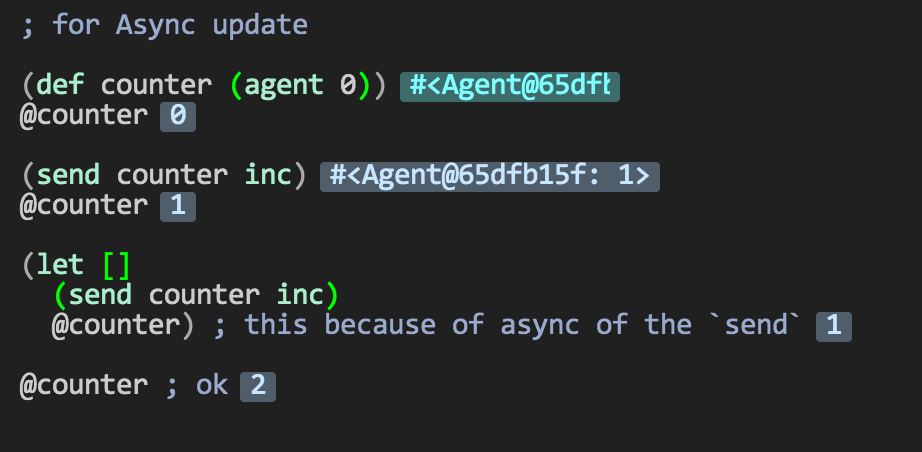 ; for Async update
(def counter (agent 0)) #<Agent@65dfb
@counter 0
(send counter inc) #<Agent@65dfb15f: 1>
@counter 1
(let []
(send counter inc)
@counter) ; this because of async of the `send` 1
@counter ; ok 2